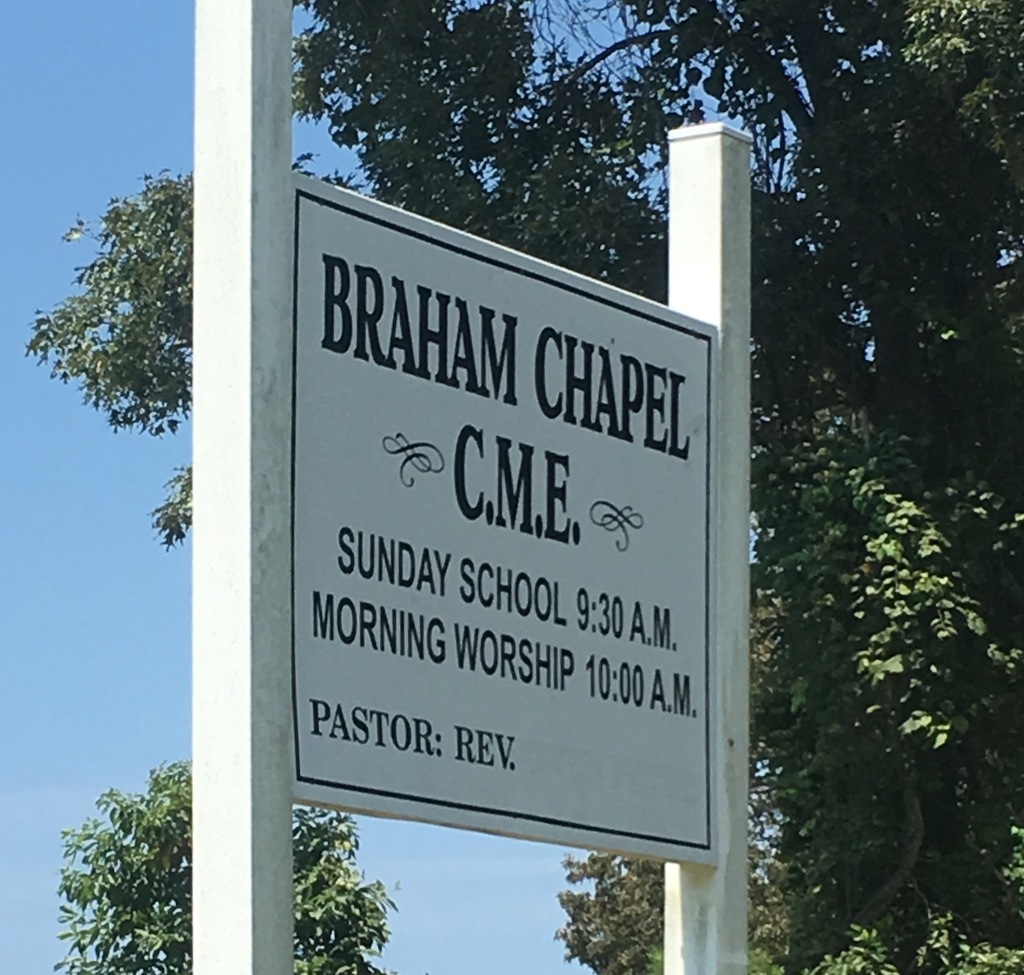 BRAHAM CHAPEL
C.M.E.
SUNDAY SCHOOL 9:30 A.M.
MORNING WORSHIP 10:00 A.M.
PASTOR: REV.